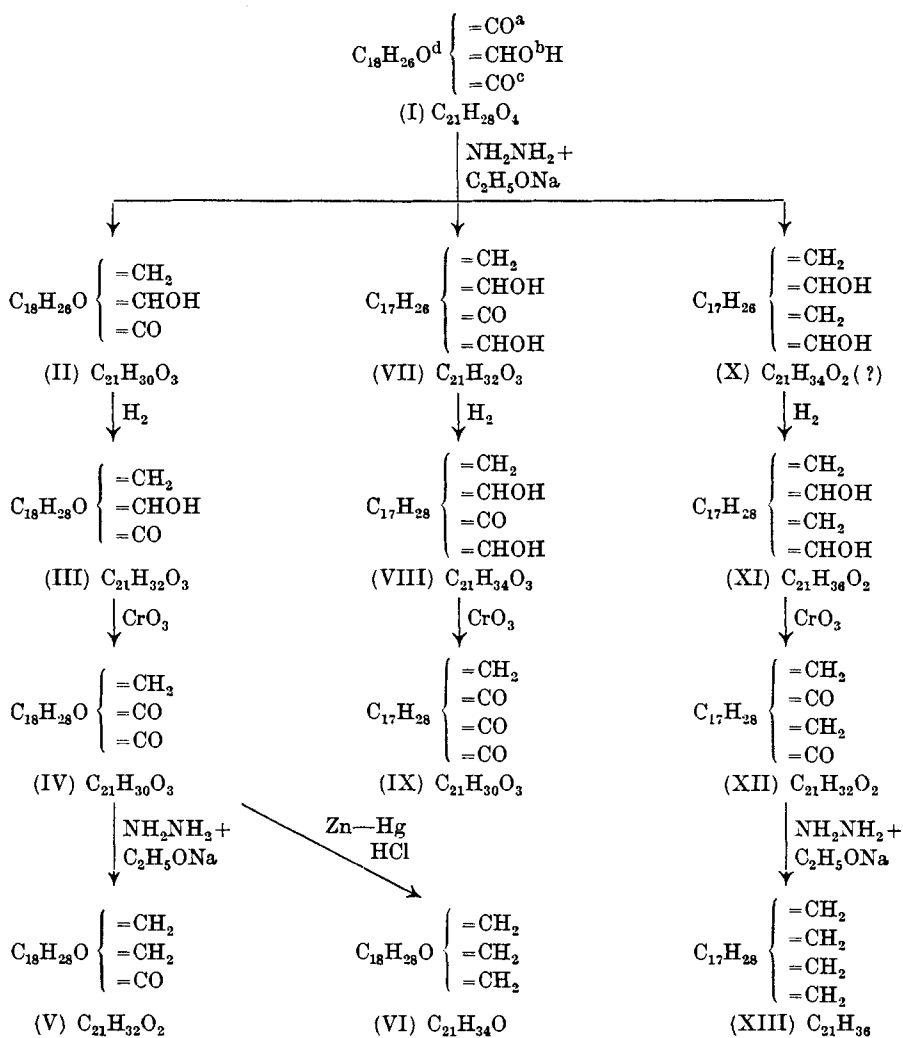 C₁₈H₂₆Oᵈ { =COᵃ
=CHOᵇH
=COᶜ
(I) C₂₁H₂₈O₄
NH₂NH₂+
C₂H₅ONa
C₁₈H₂₆O { =CH₂
=CHOH
=CO
(II) C₂₁H₃₀O₃
C₁₇H₂₆ { =CH₂
=CHOH
=CO
=CHOH
(VII) C₂₁H₃₂O₃
C₁₇H₂₆ { =CH₂
=CHOH
=CH₂
=CHOH
(X) C₂₁H₃₄O₂ (?)
H₂
H₂
H₂
C₁₈H₂₈O { =CH₂
=CHOH
=CO
(III) C₂₁H₃₂O₃
C₁₇H₂₈ { =CH₂
=CHOH
=CO
=CHOH
(VIII) C₂₁H₃₄O₃
C₁₇H₂₈ { =CH₂
=CHOH
=CH₂
=CHOH
(XI) C₂₁H₃₆O₂
CrO₃
CrO₃
CrO₃
C₁₈H₂₈O { =CH₂
=CO
=CO
(IV) C₂₁H₃₀O₃
C₁₇H₂₈ { =CH₂
=CO
=CO
=CO
(IX) C₂₁H₃₀O₃
C₁₇H₂₈ { =CH₂
=CO
=CH₂
=CO
(XII) C₂₁H₃₂O₂
NH₂NH₂+
C₂H₅ONa
Zn—Hg
HCl
NH₂NH₂+
C₂H₅ONa
C₁₈H₂₈O { =CH₂
=CH₂
=CO
(V) C₂₁H₃₂O₂
C₁₈H₂₈O { =CH₂
=CH₂
=CH₂
(VI) C₂₁H₃₄O
C₁₇H₂₈ { =CH₂
=CH₂
=CH₂
=CH₂
(XIII) C₂₁H₃₆